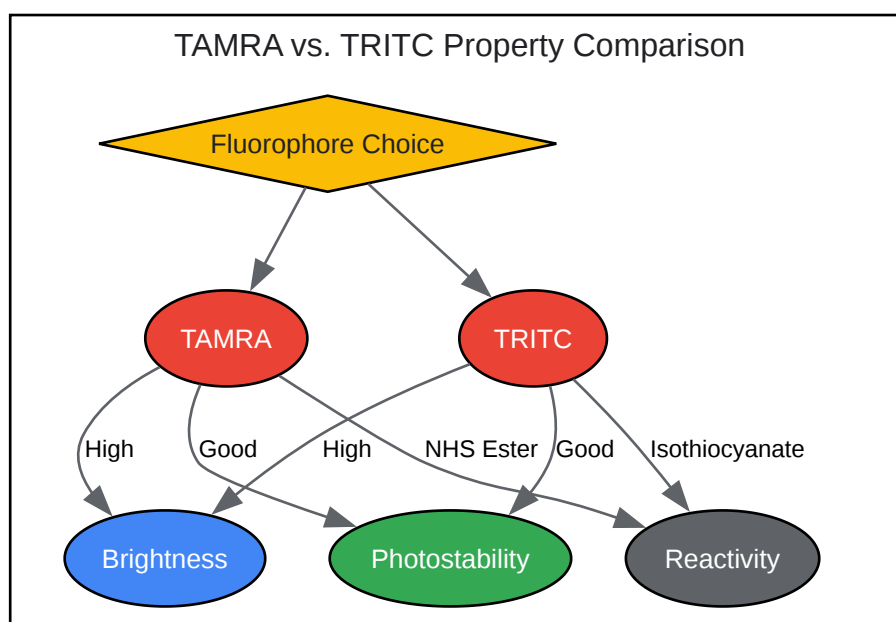 TAMRA vs. TRITC Property Comparison
Fluorophore Choice
TAMRA
TRITC
High
Good
High
NHS Ester
Good
Isothiocyanate
Brightness
Photostability
Reactivity